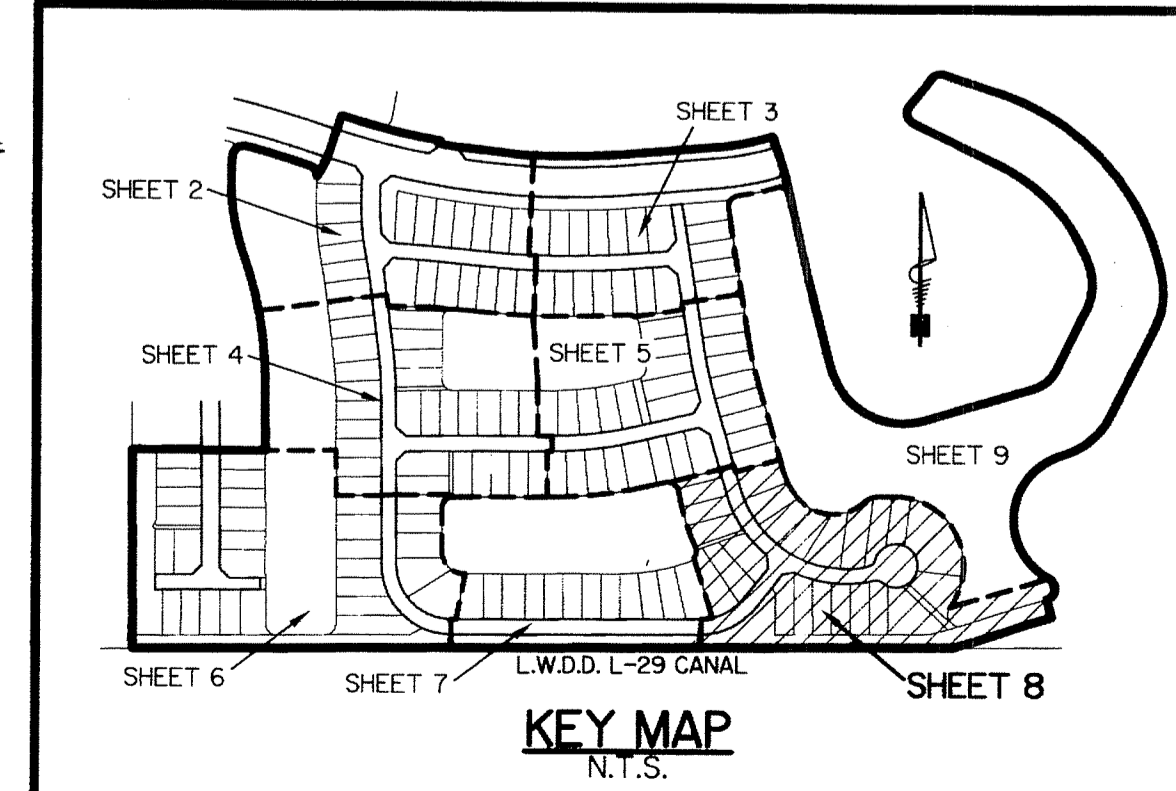 SHEET 3
SHEET 2
SHEET 4
SHEET 5
SHEET 9
SHEET 6
SHEET 7
L.W.D.D. L-29 CANAL
SHEET 8
KEY MAP
N.T.S.